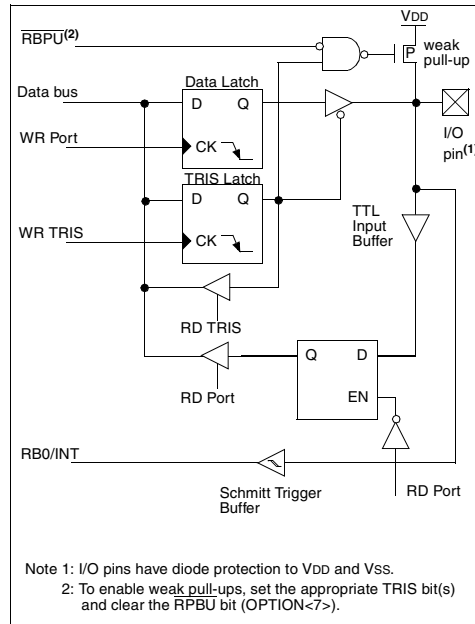 VDD
RBPU(2)
weak
pull-up
P
Data bus
Data Latch
D Q
WR Port
CK
I/O
pin(1)
TRIS Latch
D Q
WR TRIS
CK
TTL
Input
Buffer
RD TRIS
Q D
RD Port
EN
RB0/INT
Schmitt Trigger
Buffer
RD Port
Note 1: I/O pins have diode protection to VDD and VSS.
2: To enable weak pull-ups, set the appropriate TRIS bit(s)
and clear the RPBU bit (OPTION<7>).